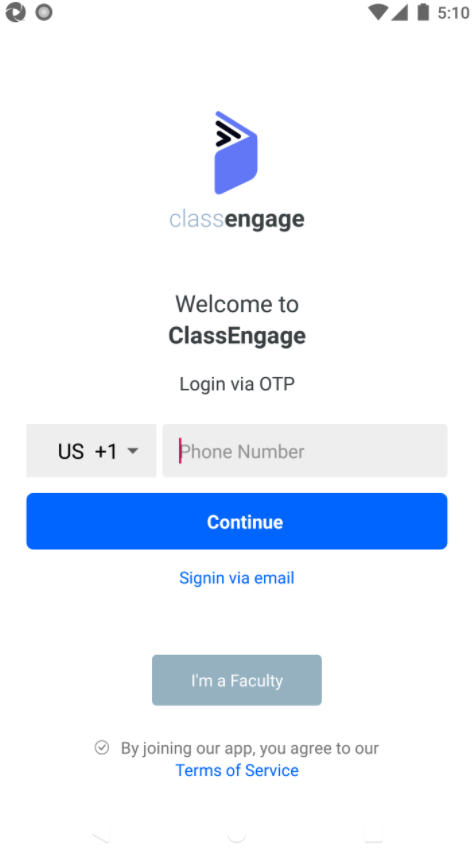 5:10
classengage
Welcome to
ClassEngage
Login via OTP
US +1
Phone Number
Continue
Signin via email
I'm a Faculty
By joining our app, you agree to our
Terms of Service